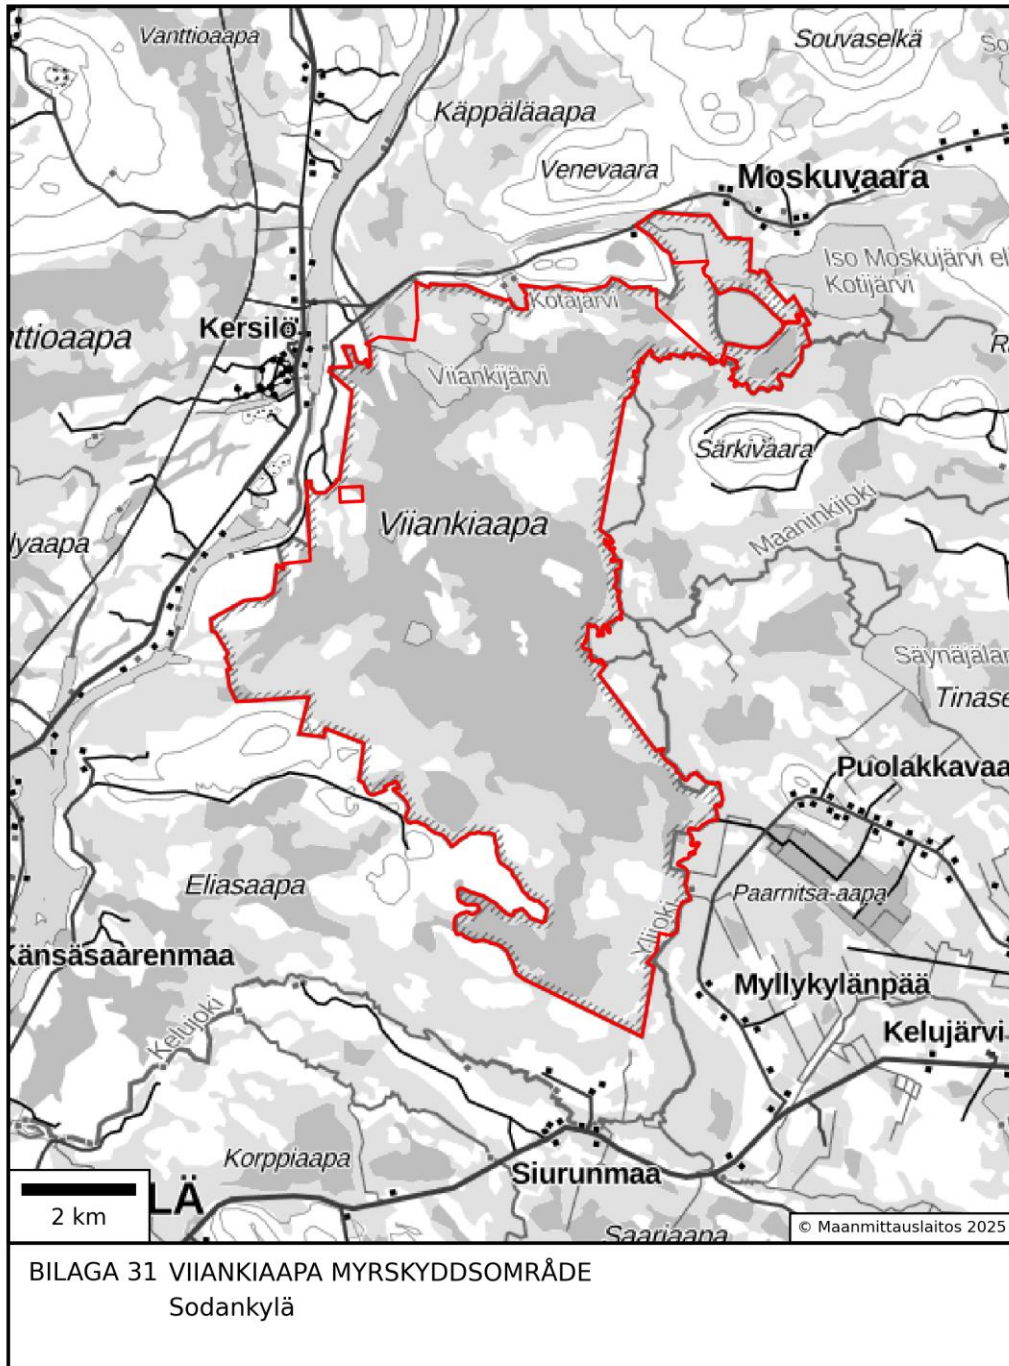 Vanttioaapa
Souvaselkä
Käppäläaapa
Venevaara
Moskuvaara
Iso Moskujärvi eli
Kotijärvi
Kotajärvi
Kersilö
ttioaapa
Viiankijärvi
Särkivaara
Viiankiaapa
Maaninkijoki
lyaapa
Säynäjälar
Tinase
Puolakkavaa
Eliasaapa
Paarnitsa-aapa
Ylijoki
Känsäsaarenmaa
Myllykylänpää
Kelujoki
Kelujärvi
Korppiaapa
Siurunmaa
LÄ
2 km
Saariaapa
© Maanmittauslaitos 2025
BILAGA 31 VIIANKIAAPA MYRSKYDDSOMRÅDE
Sodankylä